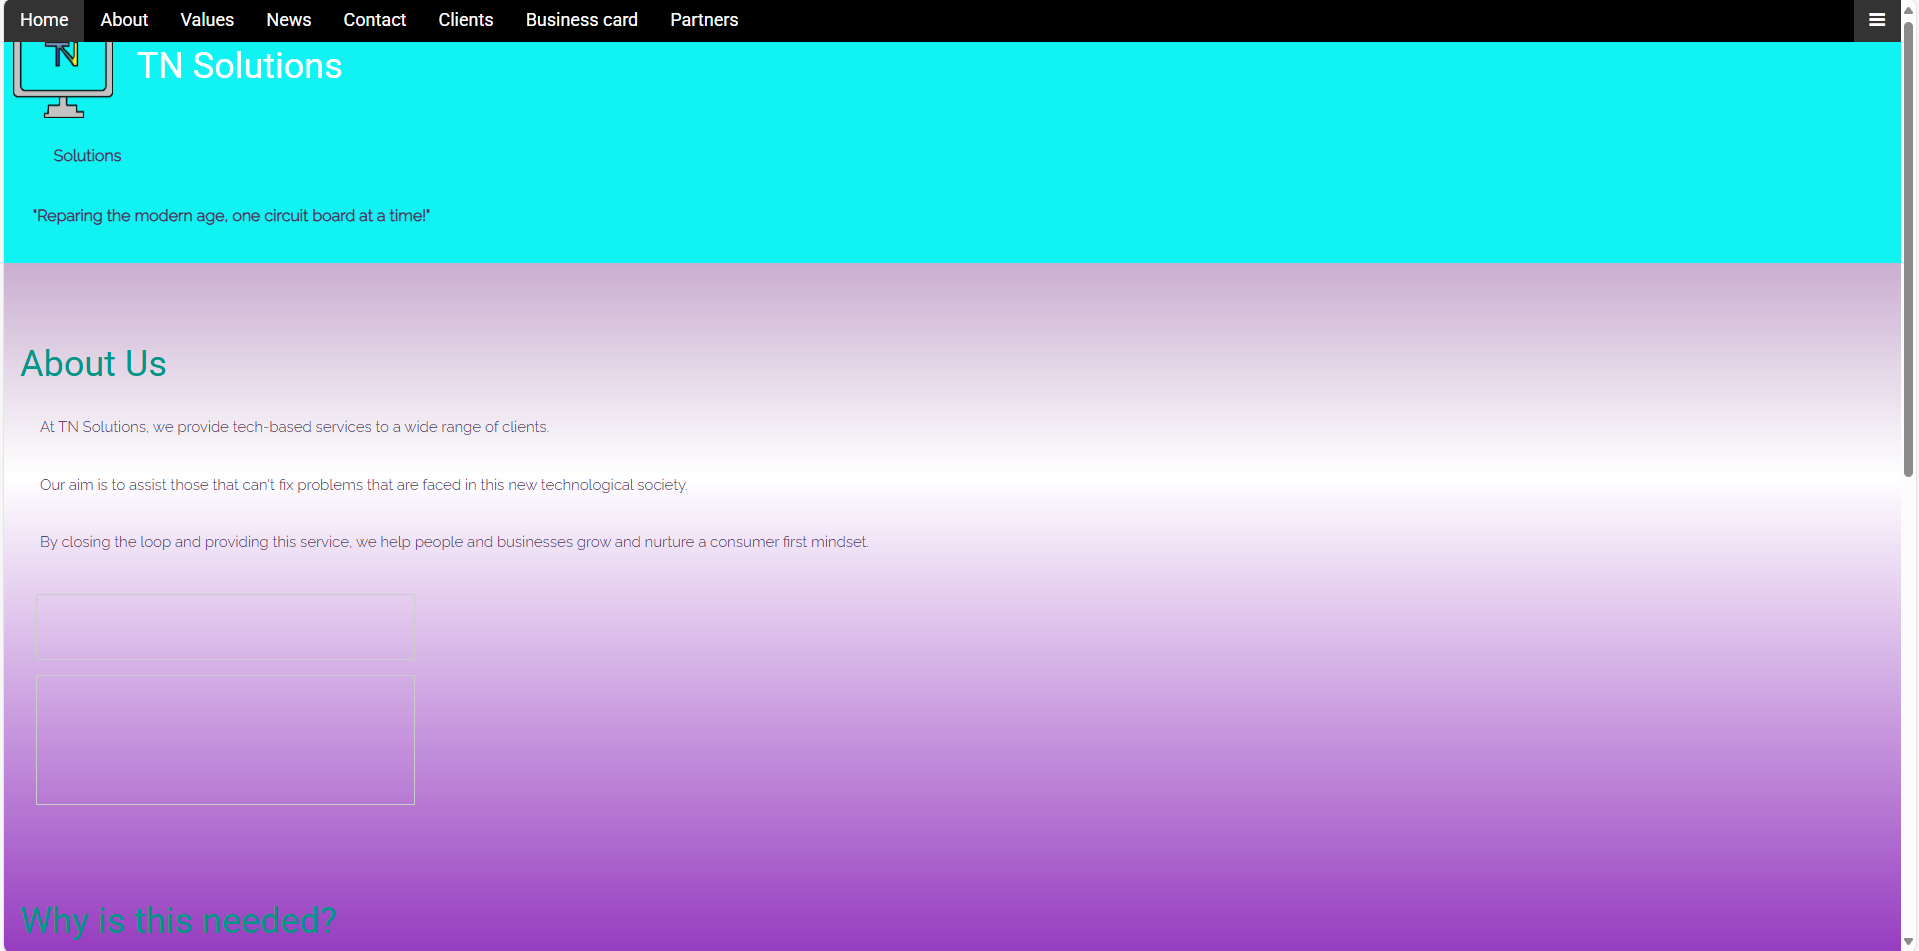 Home About Values News Contact Clients Business card Partners
TN
TN Solutions
Solutions
"Reparing the modern age, one circuit board at a time!"
About Us
At TN Solutions, we provide tech-based services to a wide range of clients.
Our aim is to assist those that can't fix problems that are faced in this new technological society.
By closing the loop and providing this service, we help people and businesses grow and nurture a consumer first mindset.
Why is this needed?